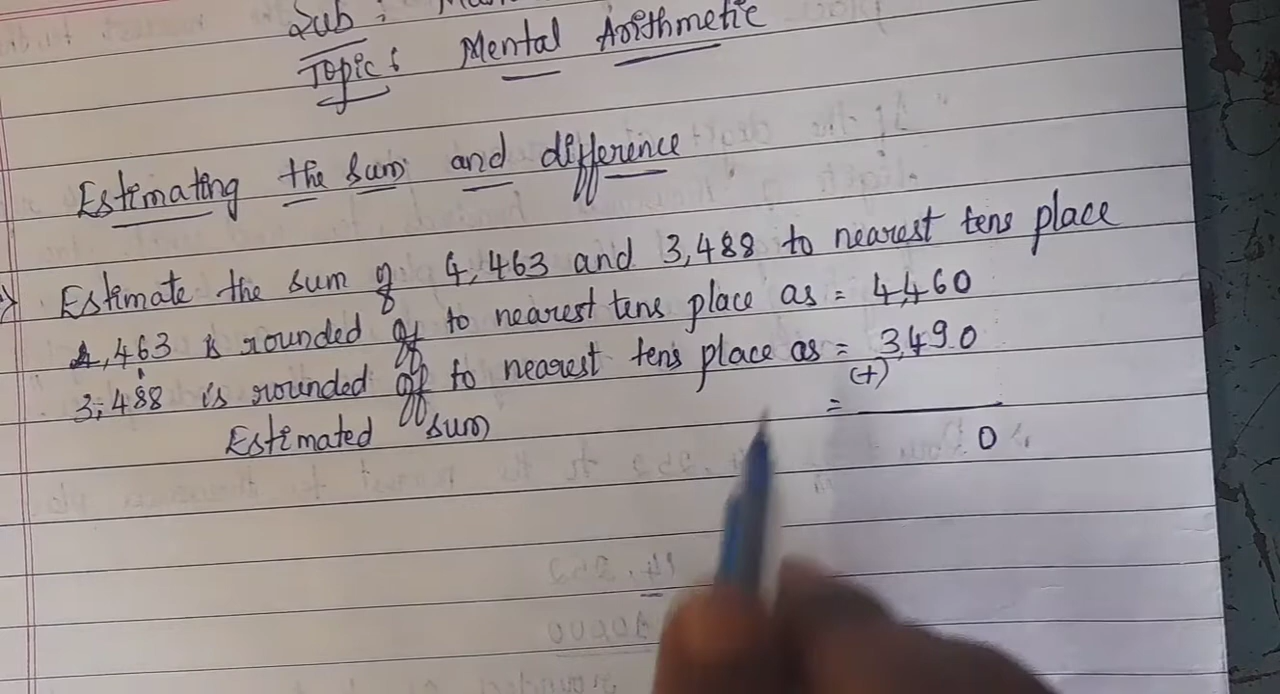 Sub :
Topic : Mental Arithmetic
Estimating the sum and difference
Estimate the sum of 4,463 and 3,488 to nearest tens place
4,463 is rounded of to nearest tens place as = 4,460
3,488 is rounded of to nearest tens place as = 3,490
(+)
Estimated sum =
0